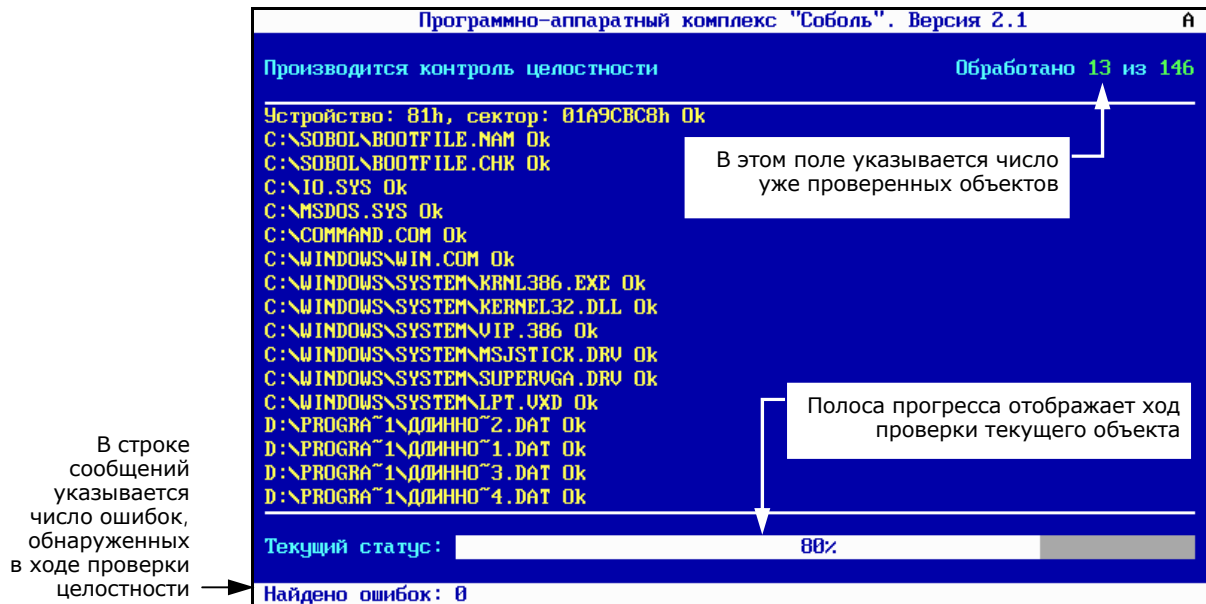 Программно-аппаратный комплекс "Соболь". Версия 2.1 A
Производится контроль целостности Обработано 13 из 146
Устройство: 81h, сектор: 01A9CBC8h Ok
C:\SOBOL\BOOTFILE.NAM Ok
C:\SOBOL\BOOTFILE.CHK Ok
C:\IO.SYS Ok
C:\MSDOS.SYS Ok
C:\COMMAND.COM Ok
C:\WINDOWS\WIN.COM Ok
C:\WINDOWS\SYSTEM\KRNL386.EXE Ok
C:\WINDOWS\SYSTEM\KERNEL32.DLL Ok
C:\WINDOWS\SYSTEM\VIP.386 Ok
C:\WINDOWS\SYSTEM\MSJSTICK.DRV Ok
C:\WINDOWS\SYSTEM\SUPERVGA.DRV Ok
C:\WINDOWS\SYSTEM\LPT.VXD Ok
D:\PROGRA~1\ДЛИННО~2.DAT Ok
D:\PROGRA~1\ДЛИННО~1.DAT Ok
D:\PROGRA~1\ДЛИННО~3.DAT Ok
D:\PROGRA~1\ДЛИННО~4.DAT Ok
В этом поле указывается число
уже проверенных объектов
Полоса прогресса отображает ход
проверки текущего объекта
Текущий статус: 80%
Найдено ошибок: 0
В строке
сообщений
указывается
число ошибок,
обнаруженных
в ходе проверки
целостности